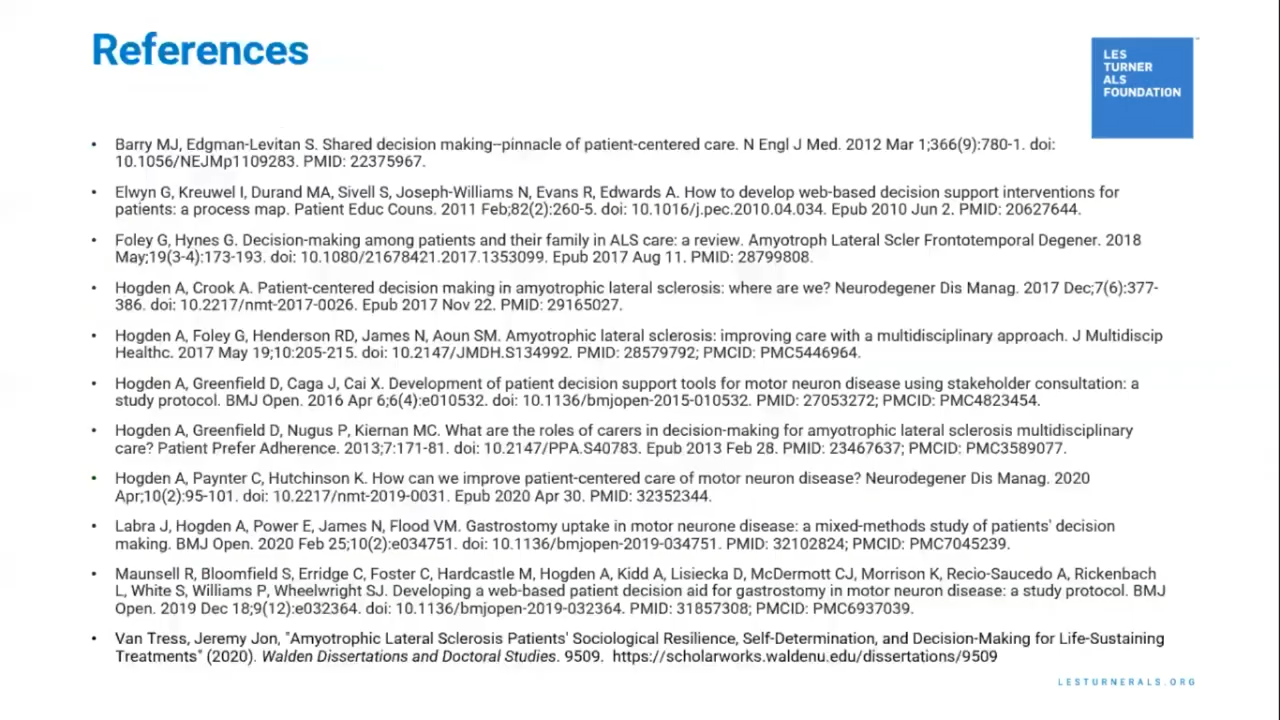 References
LES
TURNER
ALS
FOUNDATION
• Barry MJ, Edgman-Levitan S. Shared decision making--pinnacle of patient-centered care. N Engl J Med. 2012 Mar 1;366(9):780-1. doi:
10.1056/NEJMp1109283. PMID: 22375967.
• Elwyn G, Kreuwel I, Durand MA, Sivell S, Joseph-Williams N, Evans R, Edwards A. How to develop web-based decision support interventions for
patients: a process map. Patient Educ Couns. 2011 Feb;82(2):260-5. doi: 10.1016/j.pec.2010.04.034. Epub 2010 Jun 2. PMID: 20627644.
• Foley G, Hynes G. Decision-making among patients and their family in ALS care: a review. Amyotroph Lateral Scler Frontotemporal Degener. 2018
May;19(3-4):173-193. doi: 10.1080/21678421.2017.1353099. Epub 2017 Aug 11. PMID: 28799808.
• Hogden A, Crook A. Patient-centered decision making in amyotrophic lateral sclerosis: where are we? Neurodegener Dis Manag. 2017 Dec;7(6):377-
386. doi: 10.2217/nmt-2017-0026. Epub 2017 Nov 22. PMID: 29165027.
• Hogden A, Foley G, Henderson RD, James N, Aoun SM. Amyotrophic lateral sclerosis: improving care with a multidisciplinary approach. J Multidiscip
Healthc. 2017 May 19;10:205-215. doi: 10.2147/JMDH.S134992. PMID: 28579792; PMCID: PMC5446964.
• Hogden A, Greenfield D, Caga J, Cai X. Development of patient decision support tools for motor neuron disease using stakeholder consultation: a
study protocol. BMJ Open. 2016 Apr 6;6(4):e010532. doi: 10.1136/bmjopen-2015-010532. PMID: 27053272; PMCID: PMC4823454.
• Hogden A, Greenfield D, Nugus P, Kiernan MC. What are the roles of carers in decision-making for amyotrophic lateral sclerosis multidisciplinary
care? Patient Prefer Adherence. 2013;7:171-81. doi: 10.2147/PPA.S40783. Epub 2013 Feb 28. PMID: 23467637; PMCID: PMC3589077.
• Hogden A, Paynter C, Hutchinson K. How can we improve patient-centered care of motor neuron disease? Neurodegener Dis Manag. 2020
Apr;10(2):95-101. doi: 10.2217/nmt-2019-0031. Epub 2020 Apr 30. PMID: 32352344.
• Labra J, Hogden A, Power E, James N, Flood VM. Gastrostomy uptake in motor neurone disease: a mixed-methods study of patients' decision
making. BMJ Open. 2020 Feb 25;10(2):e034751. doi: 10.1136/bmjopen-2019-034751. PMID: 32102824; PMCID: PMC7045239.
• Maunsell R, Bloomfield S, Erridge C, Foster C, Hardcastle M, Hogden A, Kidd A, Lisiecka D, McDermott CJ, Morrison K, Recio-Saucedo A, Rickenbach
L, White S, Williams P, Wheelwright SJ. Developing a web-based patient decision aid for gastrostomy in motor neuron disease: a study protocol. BMJ
Open. 2019 Dec 18;9(12):e032364. doi: 10.1136/bmjopen-2019-032364. PMID: 31857308; PMCID: PMC6937039.
• Van Tress, Jeremy Jon, "Amyotrophic Lateral Sclerosis Patients' Sociological Resilience, Self-Determination, and Decision-Making for Life-Sustaining
Treatments" (2020). Walden Dissertations and Doctoral Studies. 9509. https://scholarworks.waldenu.edu/dissertations/9509
LESTURNERALS.ORG